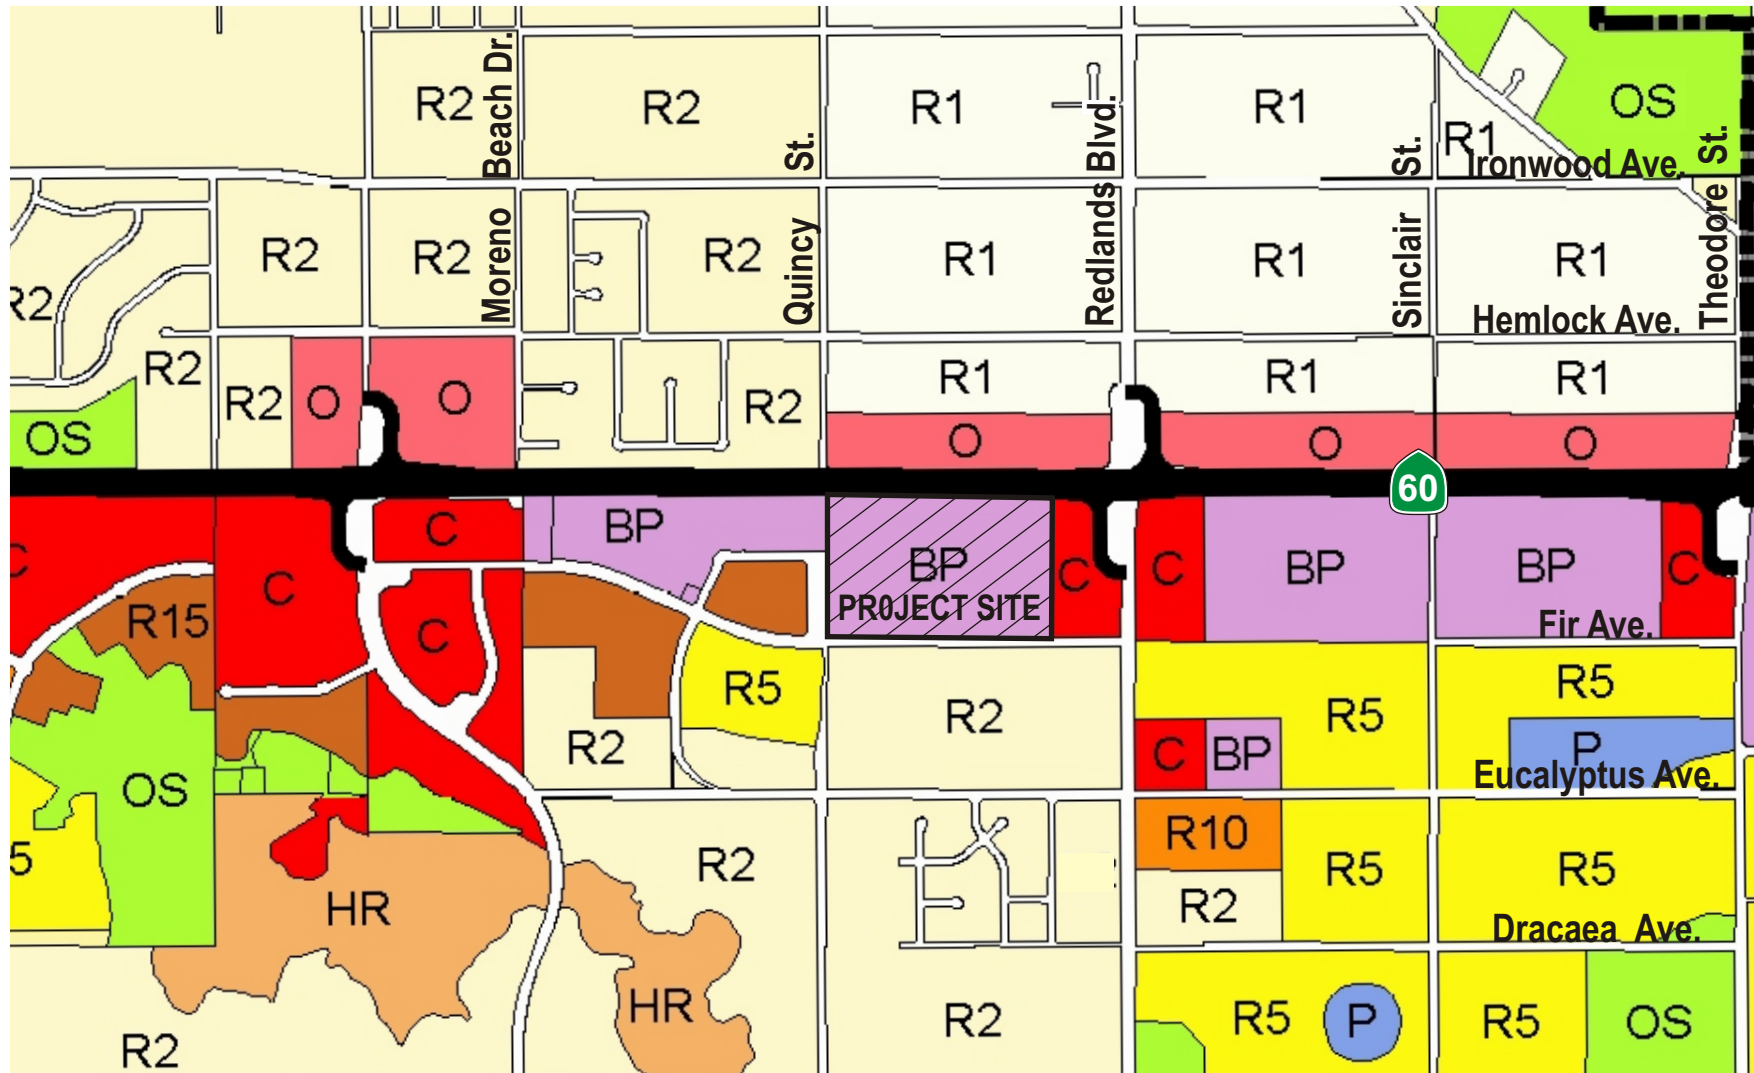 R2
Beach Dr.
R2
St.
R1
Redlands Blvd.
R1
St.
R1
OS
Ironwood Ave.
St.
R2
R2
R2
Moreno
R2
Quincy
R1
R1
Sinclair
R1
Theodore
Hemlock Ave.
R2
R2
O
O
R2
R1
R1
R1
OS
O
O
O
60
C
C
BP
BP
C
C
BP
BP
C
C
R15
C
PR0JECT SITE
Fir Ave.
R5
R5
R2
R2
R5
C
BP
P
Eucalyptus Ave.
OS
R10
5
R2
R5
R5
HR
R2
Dracaea Ave.
HR
R2
R2
R5
P
R5
OS